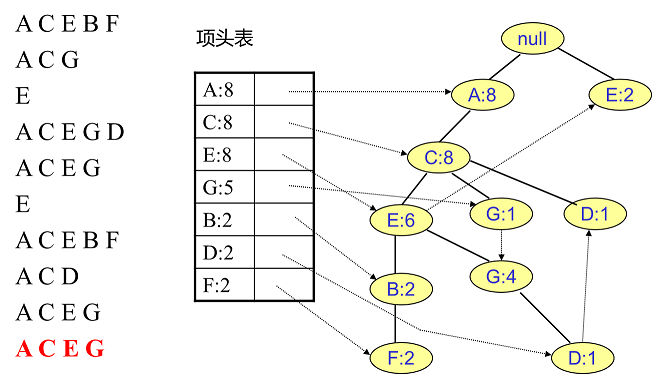 A C E B F
A C G
E
A C E G D
A C E G
E
A C E B F
A C D
A C E G
A C E G
项头表
A:8
C:8
E:8
G:5
B:2
D:2
F:2
null
A:8
E:2
C:8
E:6
G:1
D:1
B:2
G:4
F:2
D:1